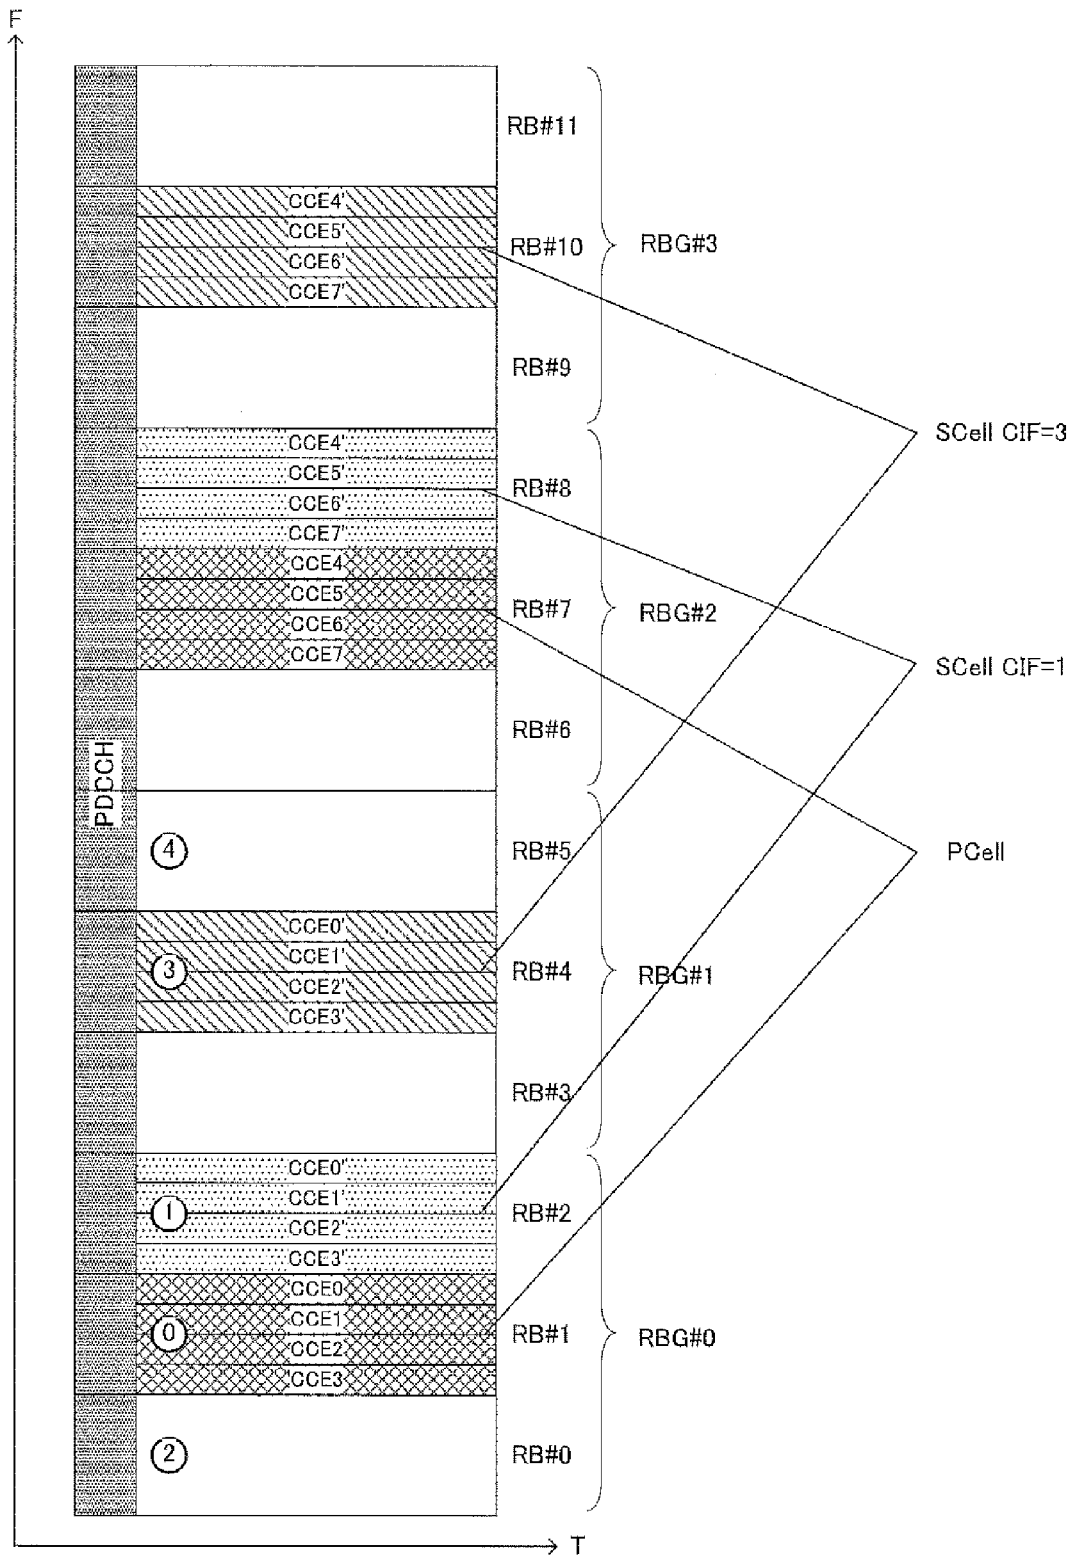 F
RB#11
CCE4'
CCE5'
RB#10
RBG#3
CCE6'
CCE7'
RB#9
SCell CIF=3
CCE4'
CCE5'
RB#8
CCE6'
CCE7'
CCE4
CCE5
RB#7
RBG#2
CCE6
CCE7
SCell CIF=1
RB#6
PDCCH
④
RB#5
PCell
CCE0'
CCE1'
③
RB#4
RBG#1
CCE2'
CCE3'
RB#3
CCE0'
CCE1'
①
RB#2
CCE2'
CCE3'
CCE0
CCE1
⓪
RB#1
RBG#0
CCE2
CCE3
②
RB#0
T